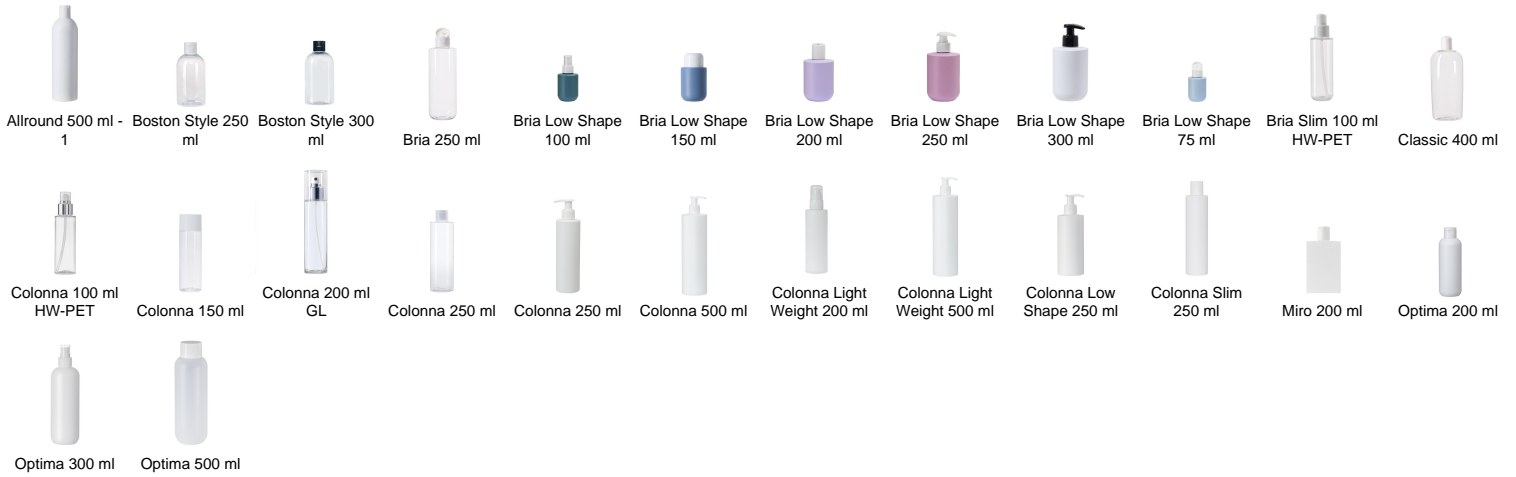 Allround 500 ml -
1
Boston Style 250
ml
Boston Style 300
ml
Bria 250 ml
Bria Low Shape
100 ml
Bria Low Shape
150 ml
Bria Low Shape
200 ml
Bria Low Shape
250 ml
Bria Low Shape
300 ml
Bria Low Shape
75 ml
Bria Slim 100 ml
HW-PET
Classic 400 ml
Colonna 100 ml
HW-PET
Colonna 150 ml
Colonna 200 ml
GL
Colonna 250 ml
Colonna 250 ml
Colonna 500 ml
Colonna Light
Weight 200 ml
Colonna Light
Weight 500 ml
Colonna Low
Shape 250 ml
Colonna Slim
250 ml
Miro 200 ml
Optima 200 ml
Optima 300 ml
Optima 500 ml